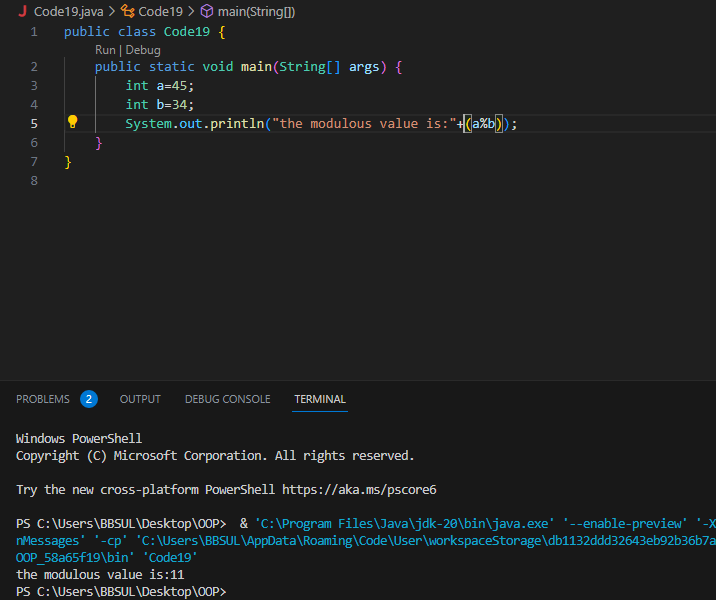 J Code19.java > Code19 > main(String[])
1 public class Code19 {
Run | Debug
2 public static void main(String[] args) {
3 int a=45;
4 int b=34;
5 System.out.println("the modulous value is:"+(a%b));
6 }
7 }
8
PROBLEMS 2 OUTPUT DEBUG CONSOLE TERMINAL
Windows PowerShell
Copyright (C) Microsoft Corporation. All rights reserved.
Try the new cross-platform PowerShell https://aka.ms/pscore6
PS C:\Users\BBSUL\Desktop\OOP>  & 'C:\Program Files\Java\jdk-20\bin\java.exe' '--enable-preview' '-X
nMessages' '-cp' 'C:\Users\BBSUL\AppData\Roaming\Code\User\workspaceStorage\db1132ddd32643eb92b36b7a
OOP_58a65f19\bin' 'Code19'
the modulous value is:11
PS C:\Users\BBSUL\Desktop\OOP>